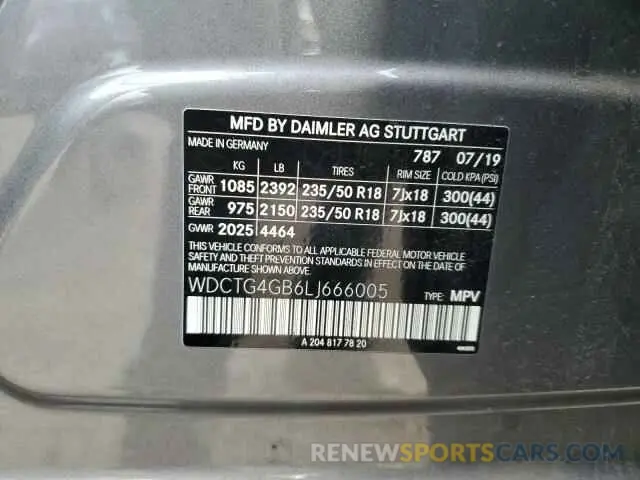 MFD BY DAIMLER AG STUTTGART
MADE IN GERMANY 787 07/19
KG LB TIRES RIM SIZE COLD KPA (PSI)
GAWR FRONT 1085 2392 235/50 R18 7Jx18 300(44)
GAWR REAR 975 2150 235/50 R18 7Jx18 300(44)
GVWR 2025 4464
THIS VEHICLE CONFORMS TO ALL APPLICABLE FEDERAL MOTOR VEHICLE
SAFETY AND THEFT PREVENTION STANDARDS IN EFFECT ON THE DATE OF
MANUFACTURE SHOWN ABOVE.
WDCTG4GB6LJ666005 TYPE: MPV
A 204 817 78 20
RENEWSPORTSCARS.COM